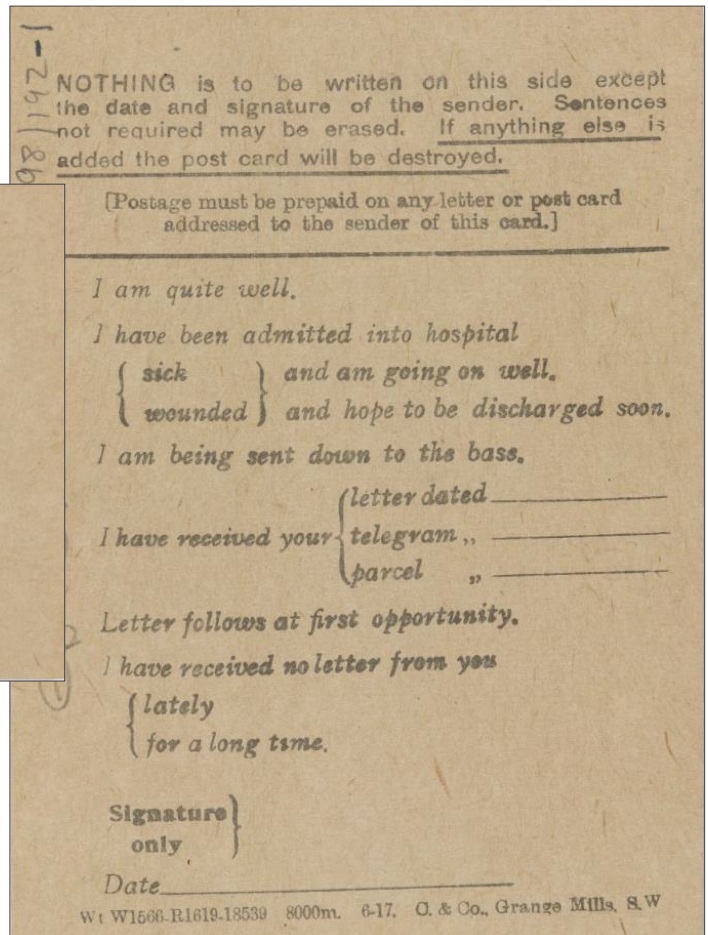 98/192-1
NOTHING is to be written on this side except
the date and signature of the sender. Sentences
not required may be erased. If anything else is
added the post card will be destroyed.
[Postage must be prepaid on any letter or post card
addressed to the sender of this card.]
I am quite well.
I have been admitted into hospital
{ sick } and am going on well.
{ wounded } and hope to be discharged soon.
I am being sent down to the bass.
{ letter dated
I have received your { telegram ,,
{ parcel ,,
Letter follows at first opportunity.
I have received no letter from you
{ lately
{ for a long time.
Signature }
only }
Date
Wt W1566-R1619-18539 8000m. 6-17. C. & Co., Grange Mills, S.W